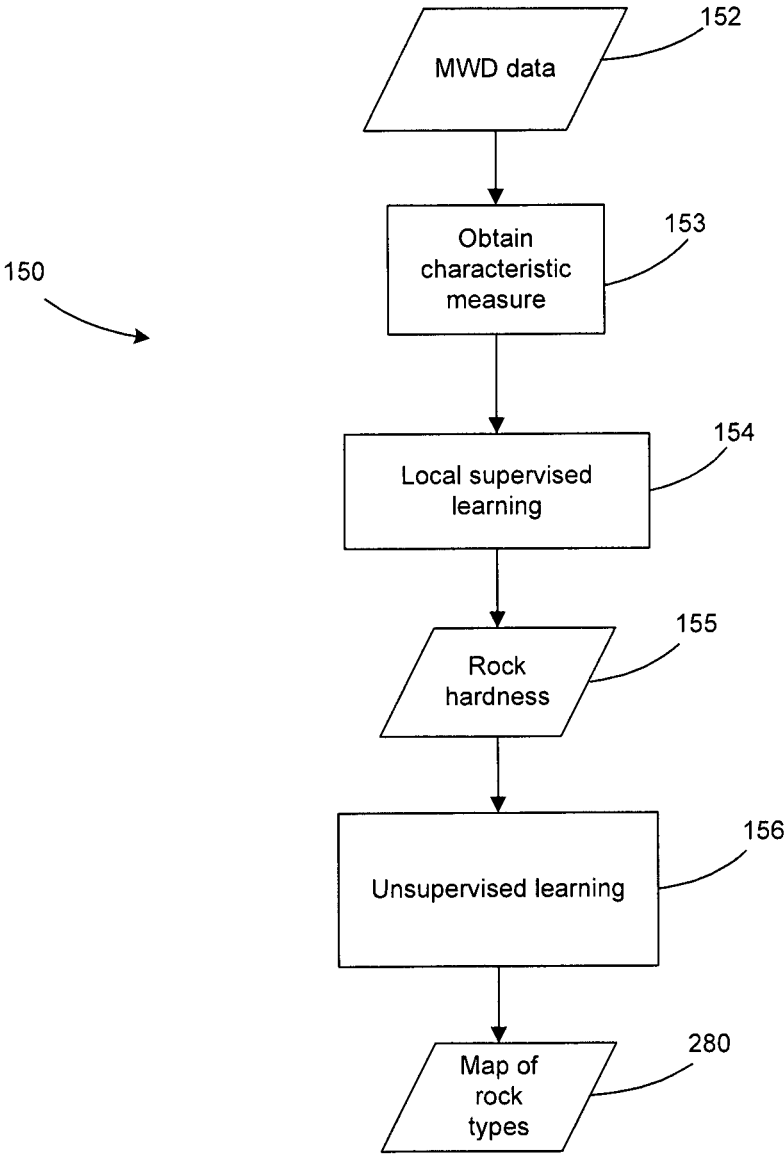 152
MWD data
Obtain
characteristic
measure
153
150
154
Local supervised
learning
155
Rock
hardness
156
Unsupervised learning
280
Map of
rock
types